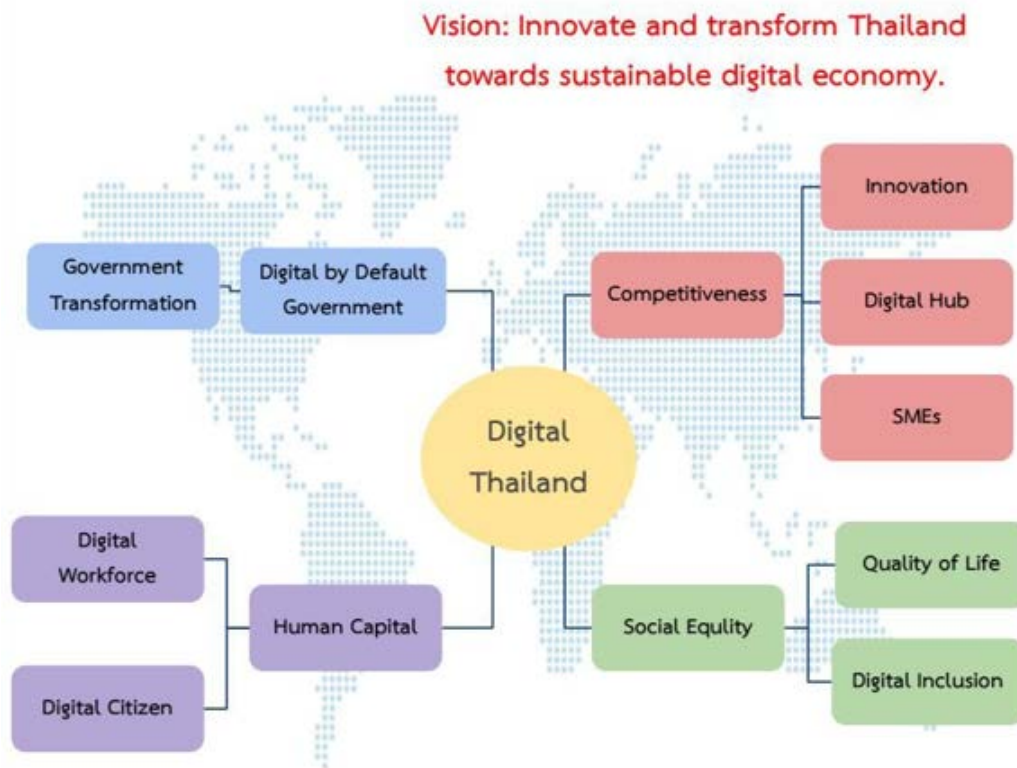 Vision: Innovate and transform Thailand
towards sustainable digital economy.
Government
Transformation
Digital by Default
Government
Competitiveness
Innovation
Digital Hub
SMEs
Digital
Thailand
Digital
Workforce
Digital Citizen
Human Capital
Social Equlity
Quality of Life
Digital Inclusion